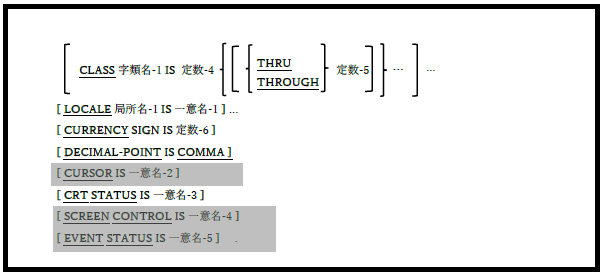 [ CLASS 字類名-1 IS 定数-4 { [ { THRU
THROUGH } 定数-5 ] } … ] …
[ LOCALE 局所名-1 IS 一意名-1 ] …
[ CURRENCY SIGN IS 定数-6 ]
[ DECIMAL-POINT IS COMMA ]
[ CURSOR IS 一意名-2 ]
[ CRT STATUS IS 一意名-3 ]
[ SCREEN CONTROL IS 一意名-4 ]
[ EVENT STATUS IS 一意名-5 ] .